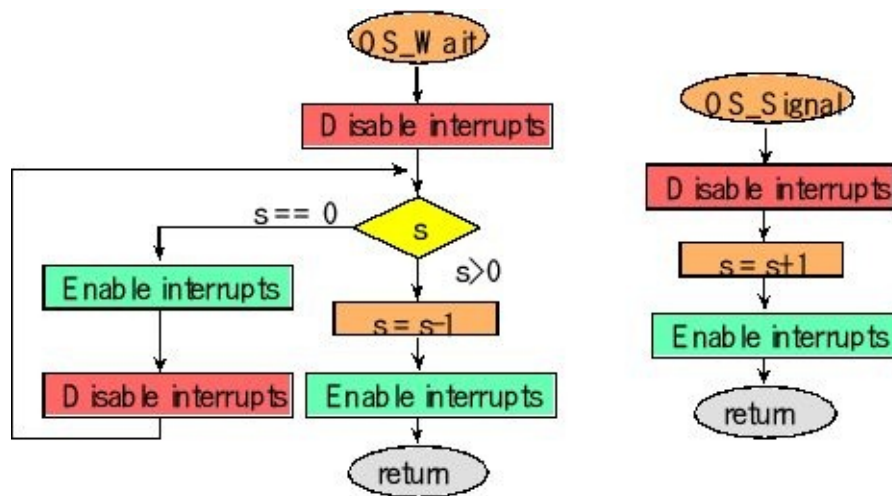 OS_Wait
Disable interrupts
s== 0
s
s>0
Enable interrupts
s= s-1
Disable interrupts
Enable interrupts
return
OS_Signal
Disable interrupts
s= s+1
Enable interrupts
return